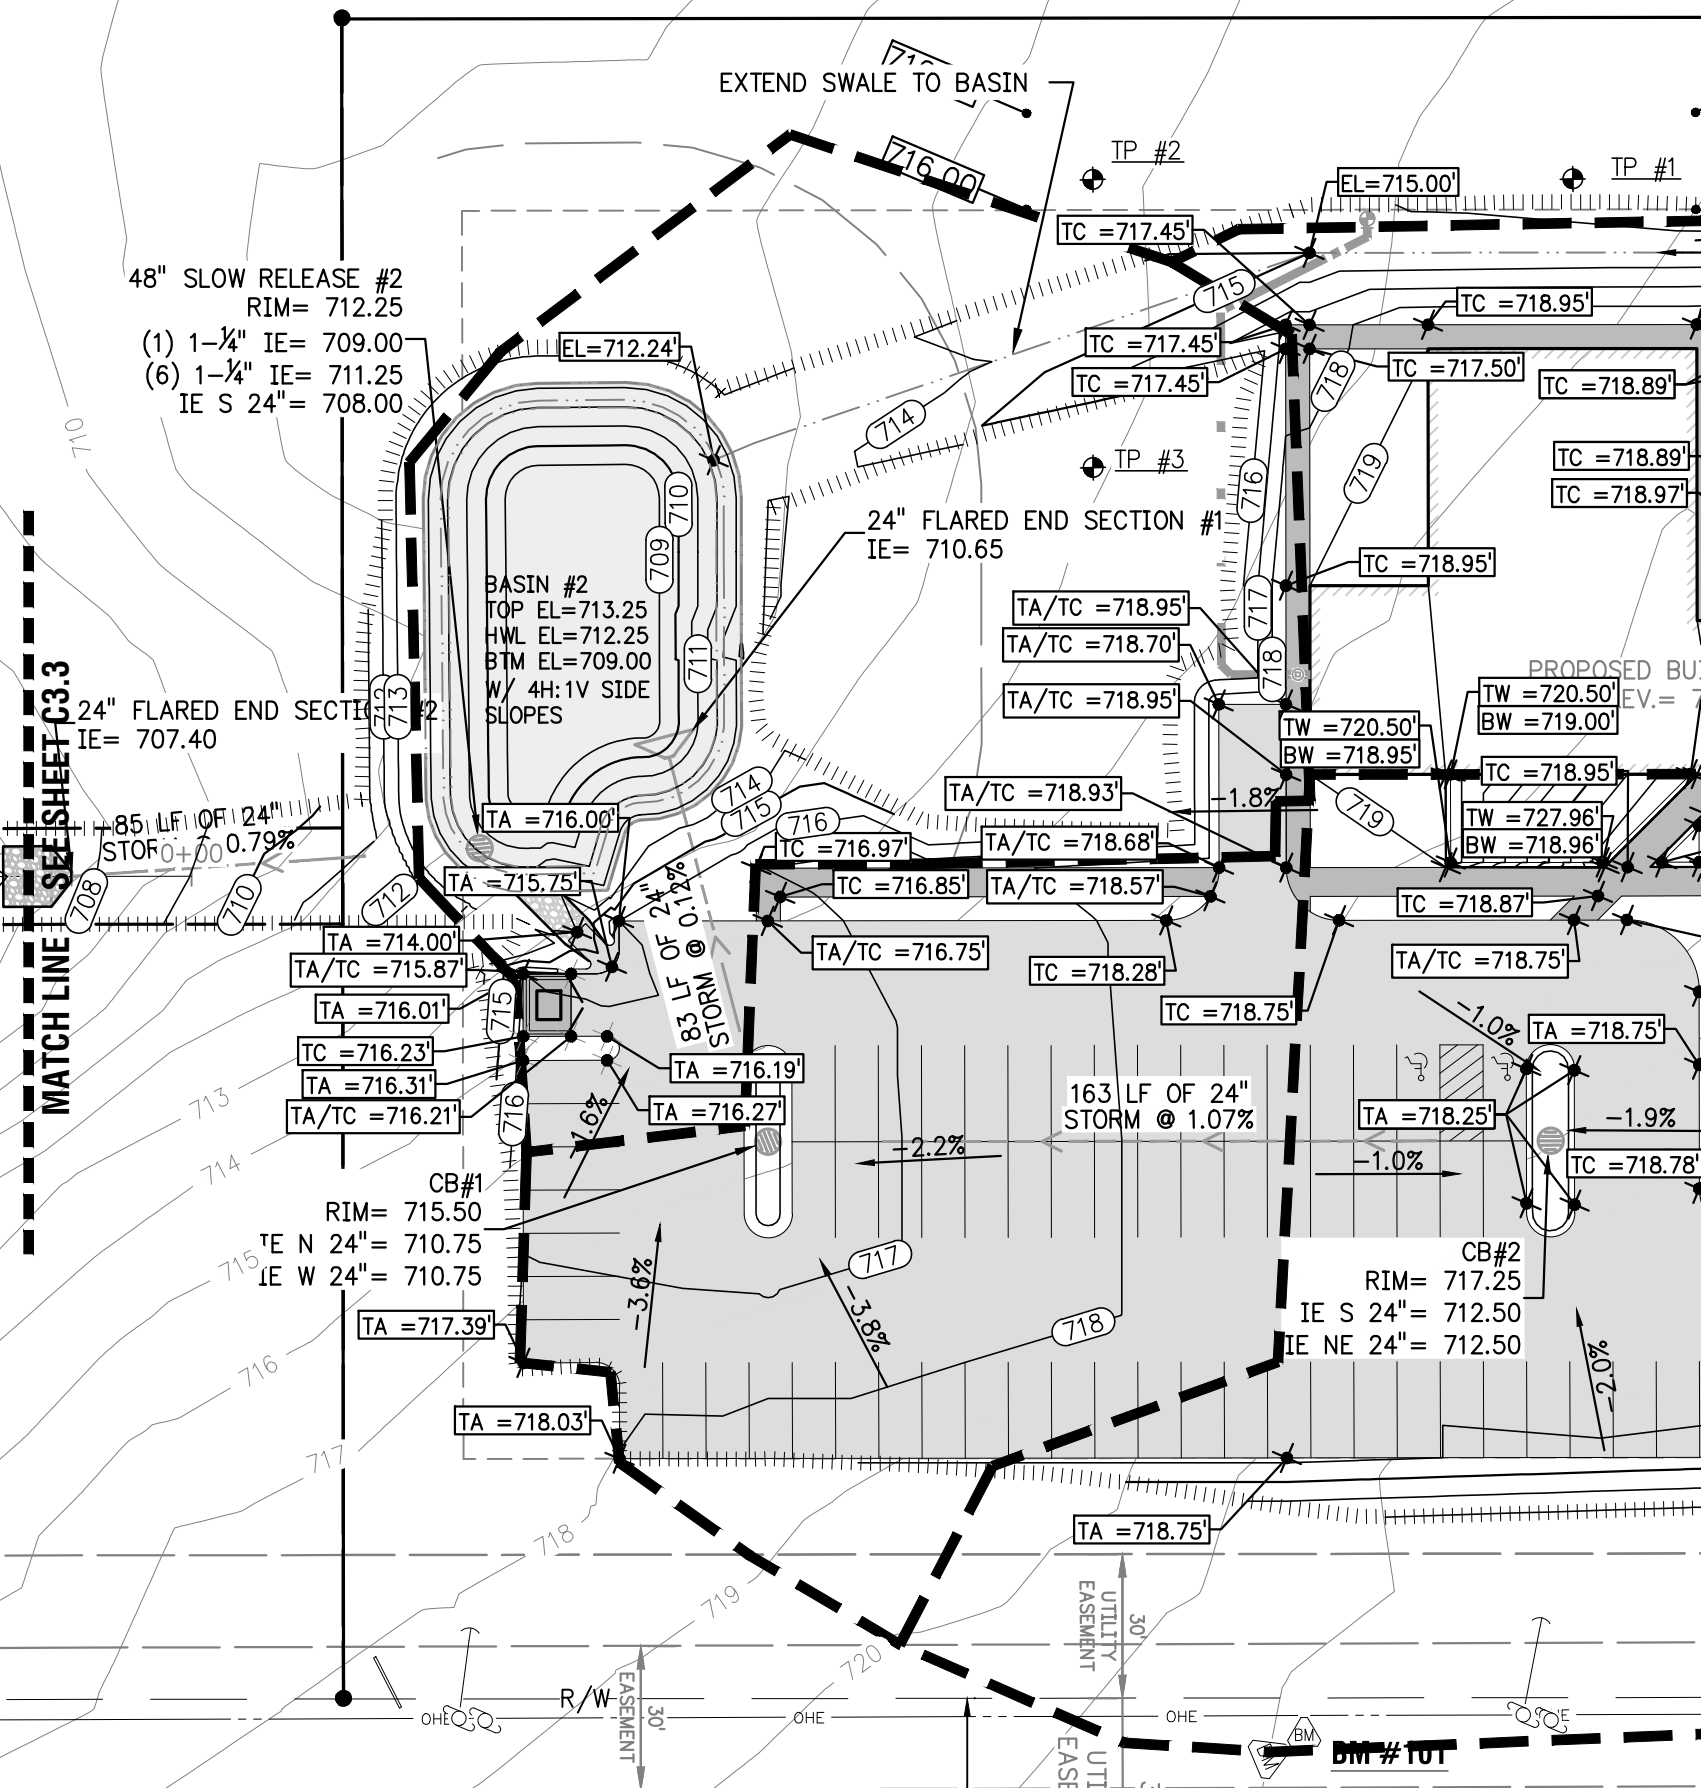 EXTEND SWALE TO BASIN
716.00
TP #2
TP #1
EL=715.00'
TC =717.45'
48" SLOW RELEASE #2
RIM= 712.25
(1) 1-¼" IE= 709.00
(6) 1-¼" IE= 711.25
IE S 24"= 708.00
EL=712.24'
715
TC =718.95'
TC =717.45'
TC =717.45'
TC =717.50'
718
TC =718.89'
714
710
TP #3
716
719
TC =718.89'
TC =718.97'
710
709
24" FLARED END SECTION #1
IE= 710.65
TC =718.95'
BASIN #2
TOP EL=713.25
HWL EL=712.25
BTM EL=709.00
W/ 4H:1V SIDE
SLOPES
711
717
718
TA/TC =718.95'
TA/TC =718.70'
TA/TC =718.95'
PROPOSED BU
EV.= 7
TW =720.50'
BW =719.00'
TW =720.50'
BW =718.95'
712
713
24" FLARED END SECTI
#2
IE= 707.40
MATCH LINE SEE SHEET C3.3
TC =718.95'
714
715
716
TA/TC =718.93'
-1.8%
719
TW =727.96'
BW =718.96'
85 LF OF 24"
0.79%
0+00
TA =716.00'
TC =716.97'
TA/TC =718.68'
708
710
712
TA =715.75'
TC =716.85'
TA/TC =718.57'
TC =718.87'
83 LF OF 24"
STORM @ 0.12%
TA =714.00'
TA/TC =715.87'
TA/TC =716.75'
TC =718.28'
TA/TC =718.75'
715
TA =716.01'
TC =718.75'
-1.0%
TA =718.75'
TC =716.23'
TA =716.31'
TA/TC =716.21'
716
TA =716.19'
TA =716.27'
713
1.6%
163 LF OF 24"
STORM @ 1.07%
TA =718.25'
-1.9%
714
-2.2%
-1.0%
TC =718.78'
CB#1
RIM= 715.50
IE N 24"= 710.75
IE W 24"= 710.75
715
717
-3.6%
-3.8%
CB#2
RIM= 717.25
IE S 24"= 712.50
IE NE 24"= 712.50
TA =717.39'
718
716
-2.0%
TA =718.03'
717
718
TA =718.75'
719
30'
UTILITY
EASEMENT
720
R/W
30'
EASEMENT
OHE
OHE
OHE
BM
BM #101
UTI
EASE